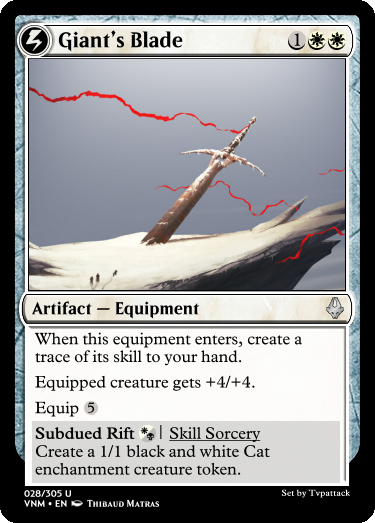 Giant's Blade 1
Artifact — Equipment
When this equipment enters, create a
trace of its skill to your hand.
Equipped creature gets +4/+4.
Equip 5
Subdued Rift | Skill Sorcery
Create a 1/1 black and white Cat
enchantment creature token.
028/305 U
VNM • EN Thibaud Matras
Set by Tvpattack